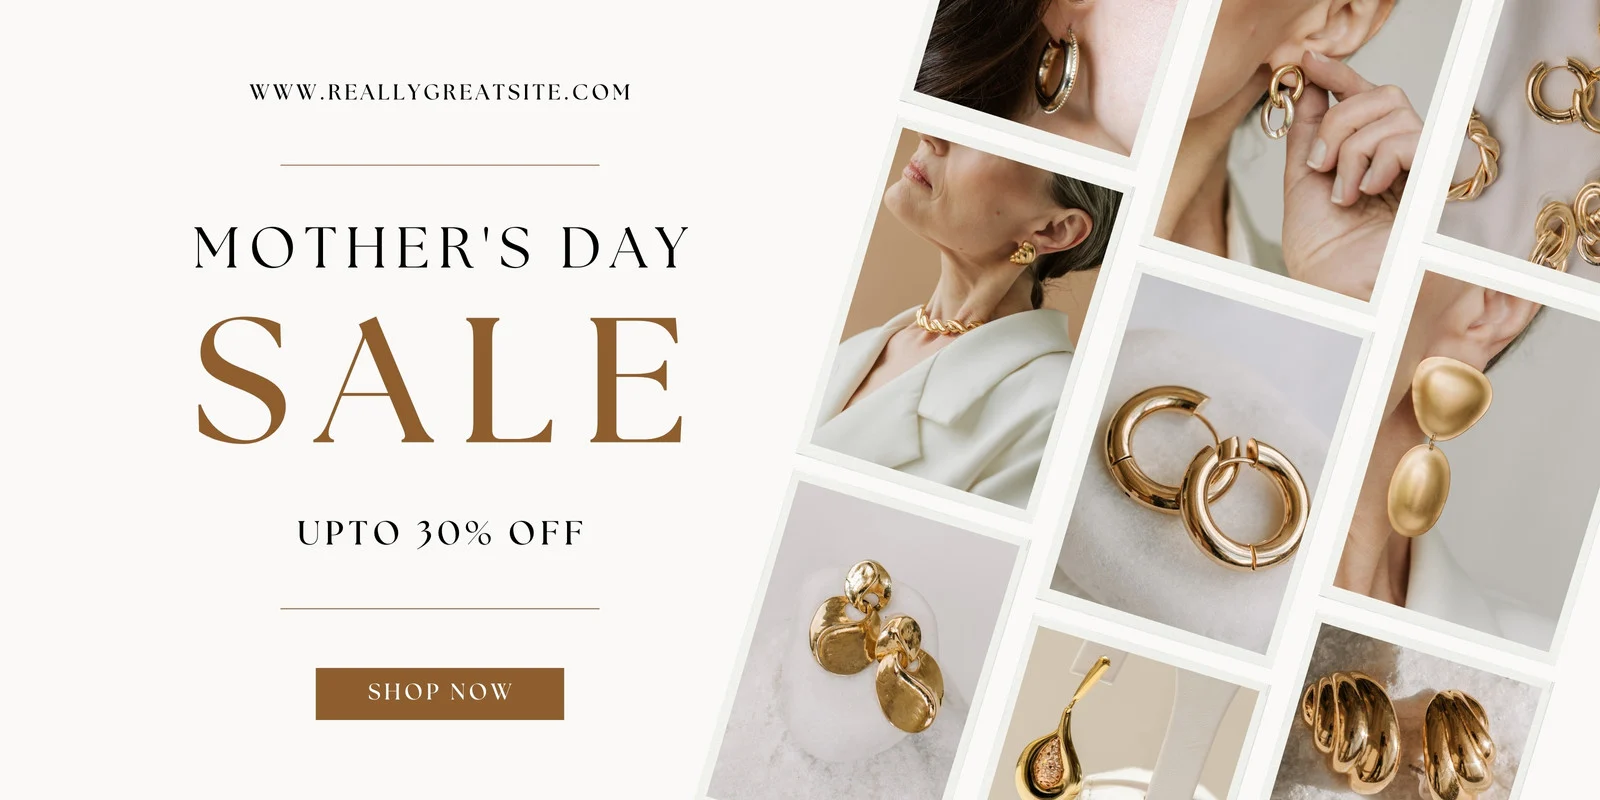 WWW.REALLYGREATSITE.COM
MOTHER'S DAY
SALE
UPTO 30% OFF
SHOP NOW